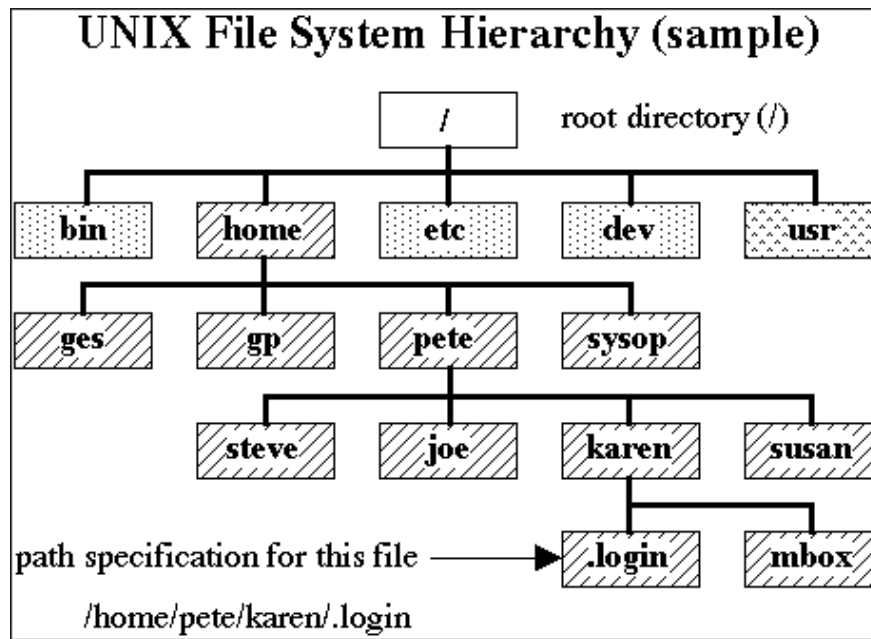 UNIX File System Hierarchy (sample)
/
root directory (/)
bin
home
etc
dev
usr
ges
gp
pete
sysop
steve
joe
karen
susan
path specification for this file
.login
mbox
/home/pete/karen/.login